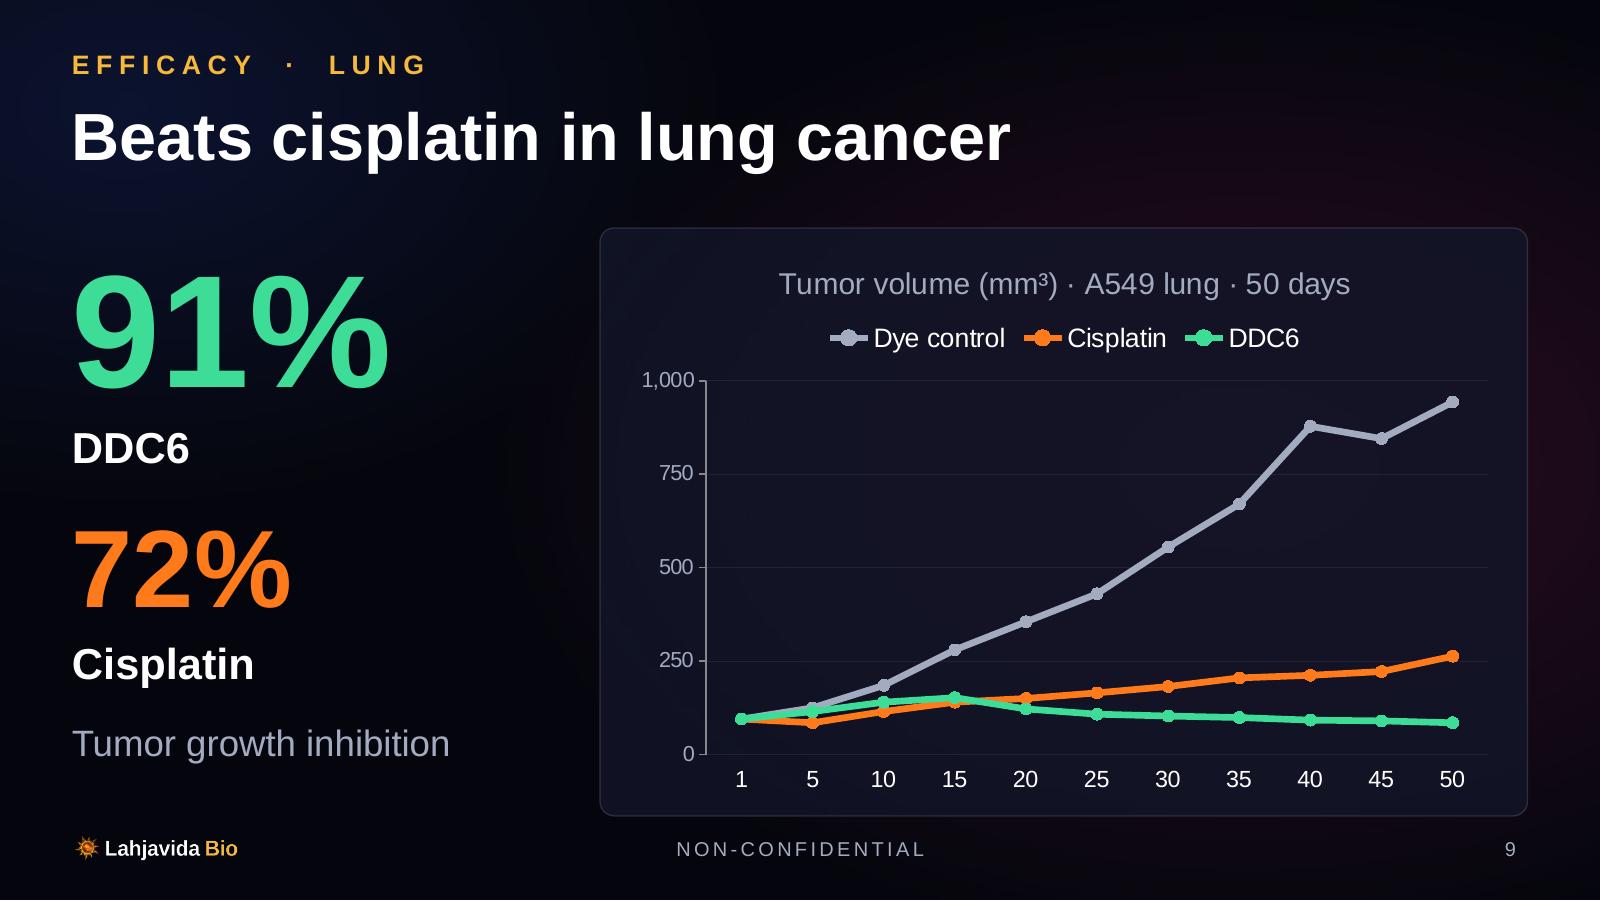 EFFICACY · LUNG
Beats cisplatin in lung cancer
91%
DDC6
72%
Cisplatin
Tumor growth inhibition
Tumor volume (mm³) · A549 lung · 50 days
Dye control Cisplatin DDC6
1,000
750
500
250
0
1 5 10 15 20 25 30 35 40 45 50
Lahjavida Bio
NON-CONFIDENTIAL
9